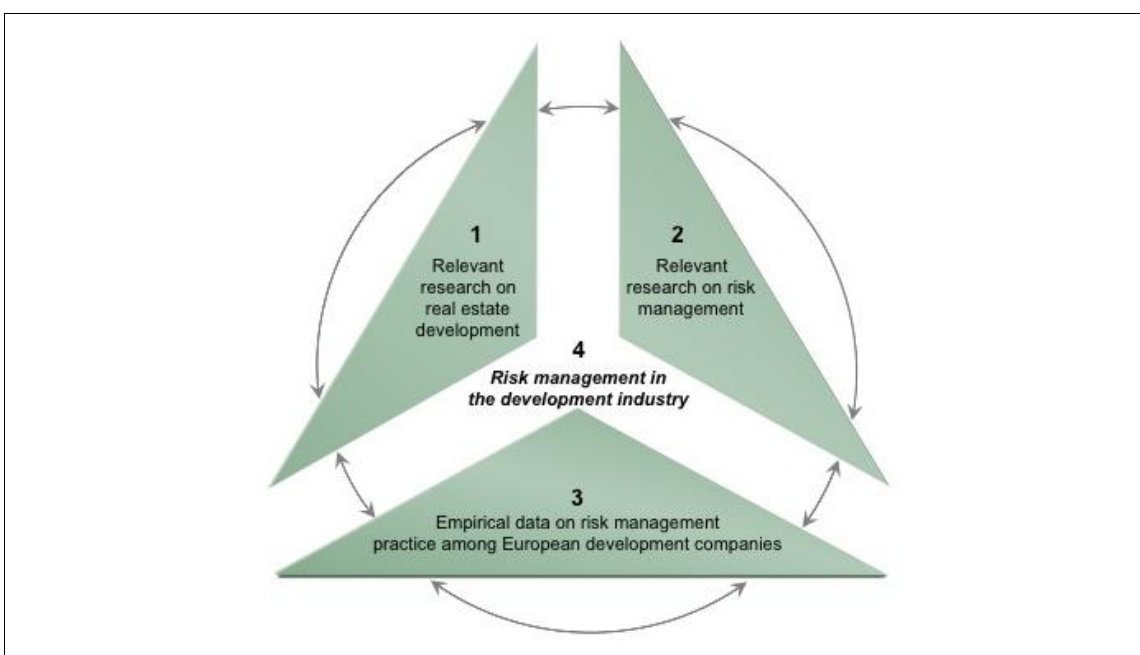 1
Relevant
research on
real estate
development
2
Relevant
research on risk
management
4
Risk management in
the development industry
3
Empirical data on risk management
practice among European development companies